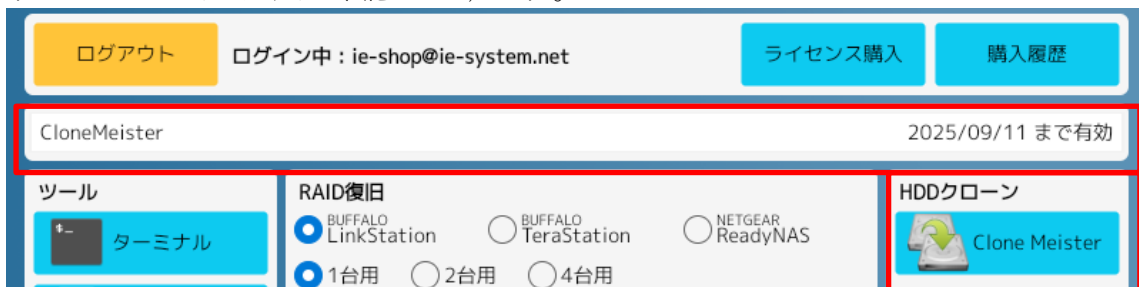 ログアウト ログイン中：ie-shop@ie-system.net ライセンス購入 購入履歴
CloneMeister 2025/09/11 まで有効
ツール
ターミナル
RAID復旧
BUFFALO LinkStation BUFFALO TeraStation NETGEAR ReadyNAS
1台用 2台用 4台用
HDDクローン
Clone Meister